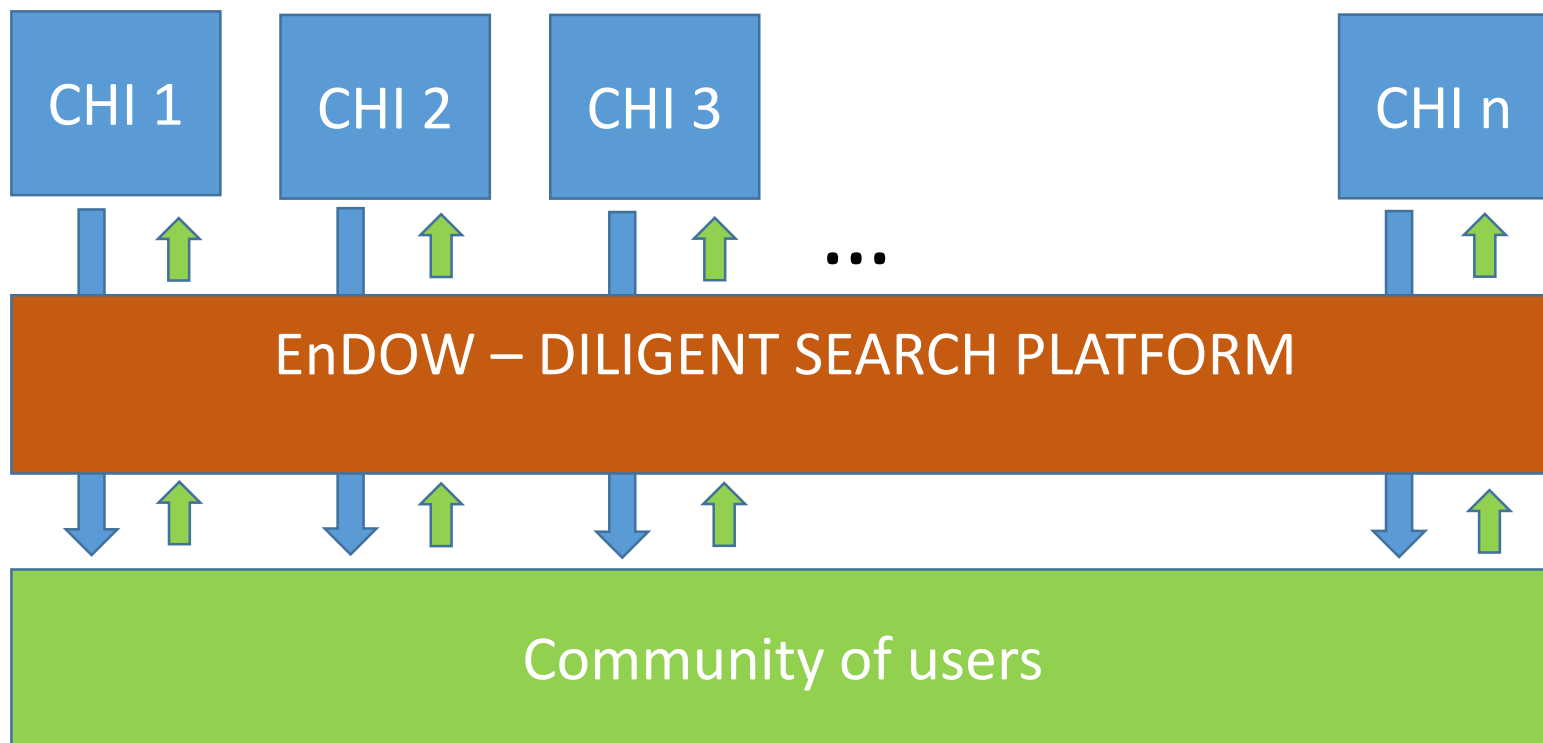 CHI 1
CHI 2
CHI 3
CHI n
...
EnDOW – DILIGENT SEARCH PLATFORM
Community of users